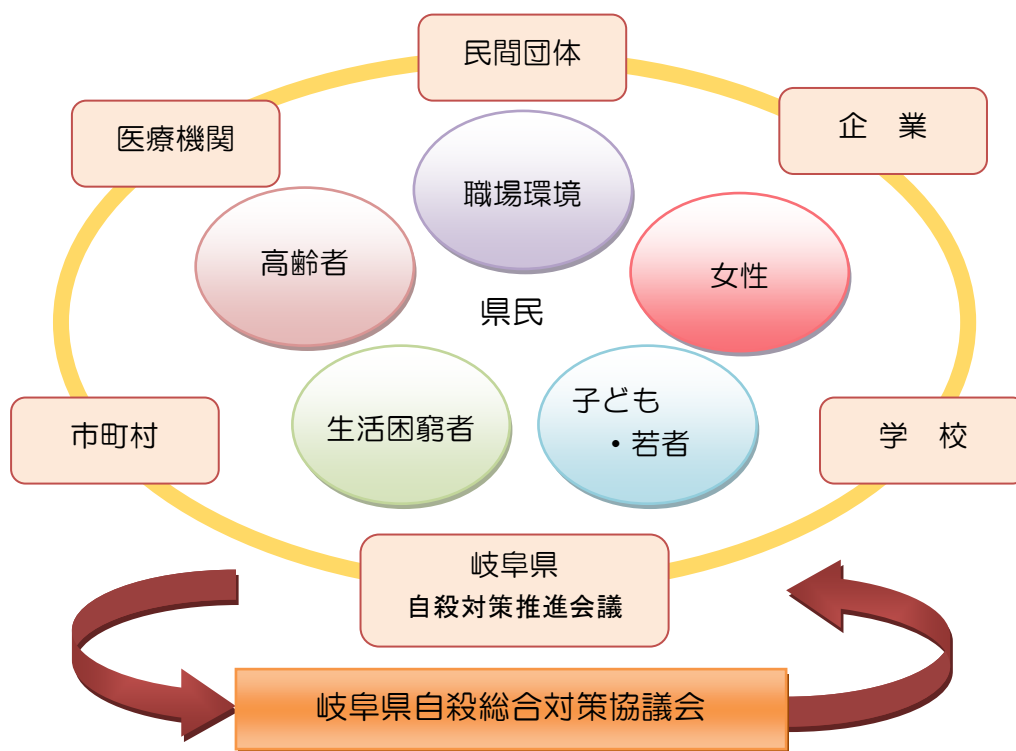 民間団体
医療機関
企　業
職場環境
高齢者
女性
県民
子ども
・若者
生活困窮者
市町村
学　校
岐阜県
自殺対策推進会議
岐阜県自殺総合対策協議会